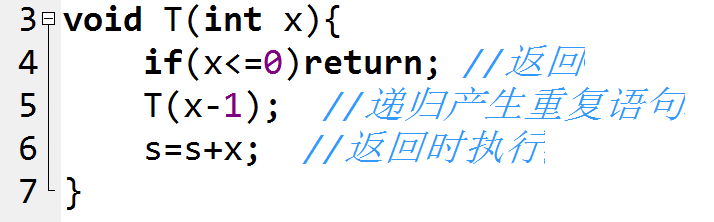 3 void T(int x){
4 if(x<=0)return; //返回
5 T(x-1); //递归产生重复语句
6 s=s+x; //返回时执行
7 }